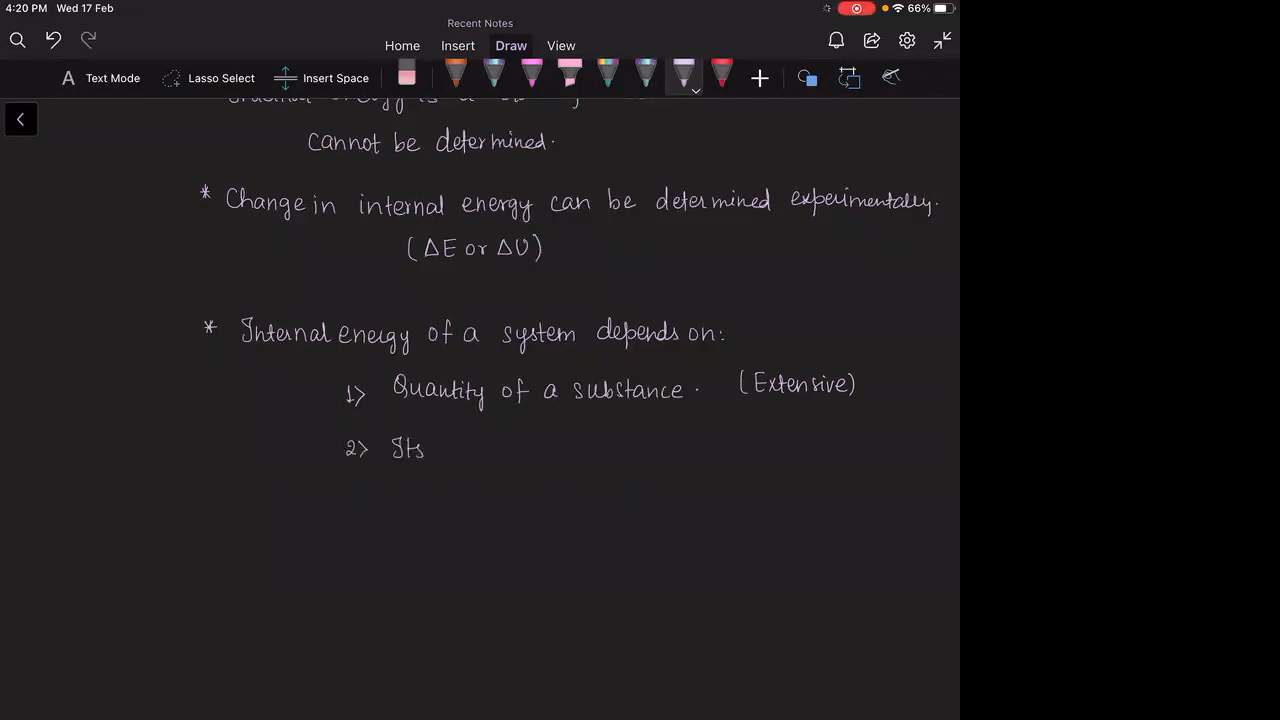 4:20 PM Wed 17 Feb
66%
Recent Notes
Home Insert Draw View
A Text Mode Lasso Select Insert Space
energy is a
cannot be determined.
* Change in internal energy can be determined experimentally.
(ΔE or ΔU)
* Internal energy of a system depends on:
1> Quantity of a substance. (Extensive)
2> Its